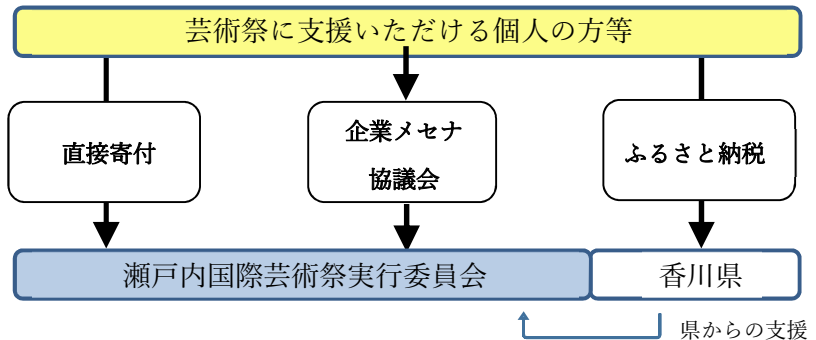 芸術祭に支援いただける個人の方等
直接寄付
企業メセナ
協議会
ふるさと納税
瀬戸内国際芸術祭実行委員会
香川県
県からの支援